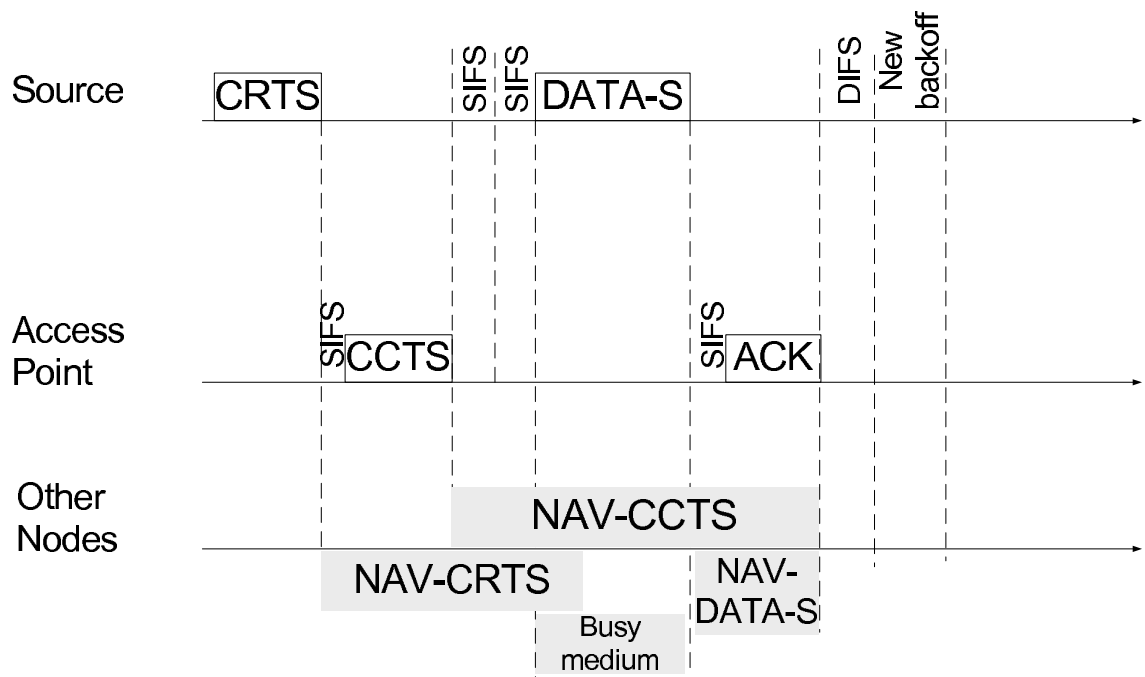 Source
CRTS
SIFS
SIFS
DATA-S
DIFS
New
backoff
Access
Point
SIFS
CCTS
SIFS
ACK
Other
Nodes
NAV-CCTS
NAV-CRTS
NAV-
DATA-S
Busy
medium